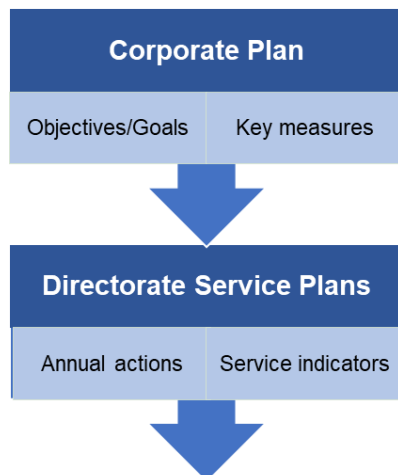 Corporate Plan
Objectives/Goals
Key measures
Directorate Service Plans
Annual actions
Service indicators